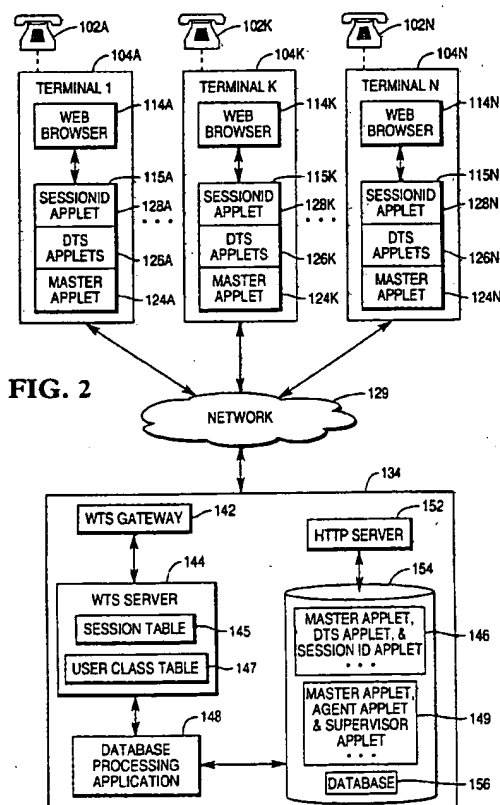 102A
102K
102N
104A
104K
104N
TERMINAL 1
TERMINAL K
TERMINAL N
114A
114K
114N
WEB
BROWSER
WEB
BROWSER
WEB
BROWSER
115A
115K
115N
SESSIONID
APPLET
128A
SESSIONID
APPLET
128K
SESSIONID
APPLET
128N
DTS
APPLETS
126A
DTS
APPLETS
126K
DTS
APPLETS
126N
MASTER
APPLET
124A
MASTER
APPLET
124K
MASTER
APPLET
124N
. . .
. . .
FIG. 2
NETWORK
129
134
WTS GATEWAY
142
HTTP SERVER
152
144
154
WTS SERVER
SESSION TABLE
145
USER CLASS TABLE
147
MASTER APPLET,
DTS APPLET, &
SESSION ID APPLET
. . .
146
MASTER APPLET,
AGENT APPLET
& SUPERVISOR
APPLET
. . .
149
148
DATABASE
PROCESSING
APPLICATION
DATABASE
156